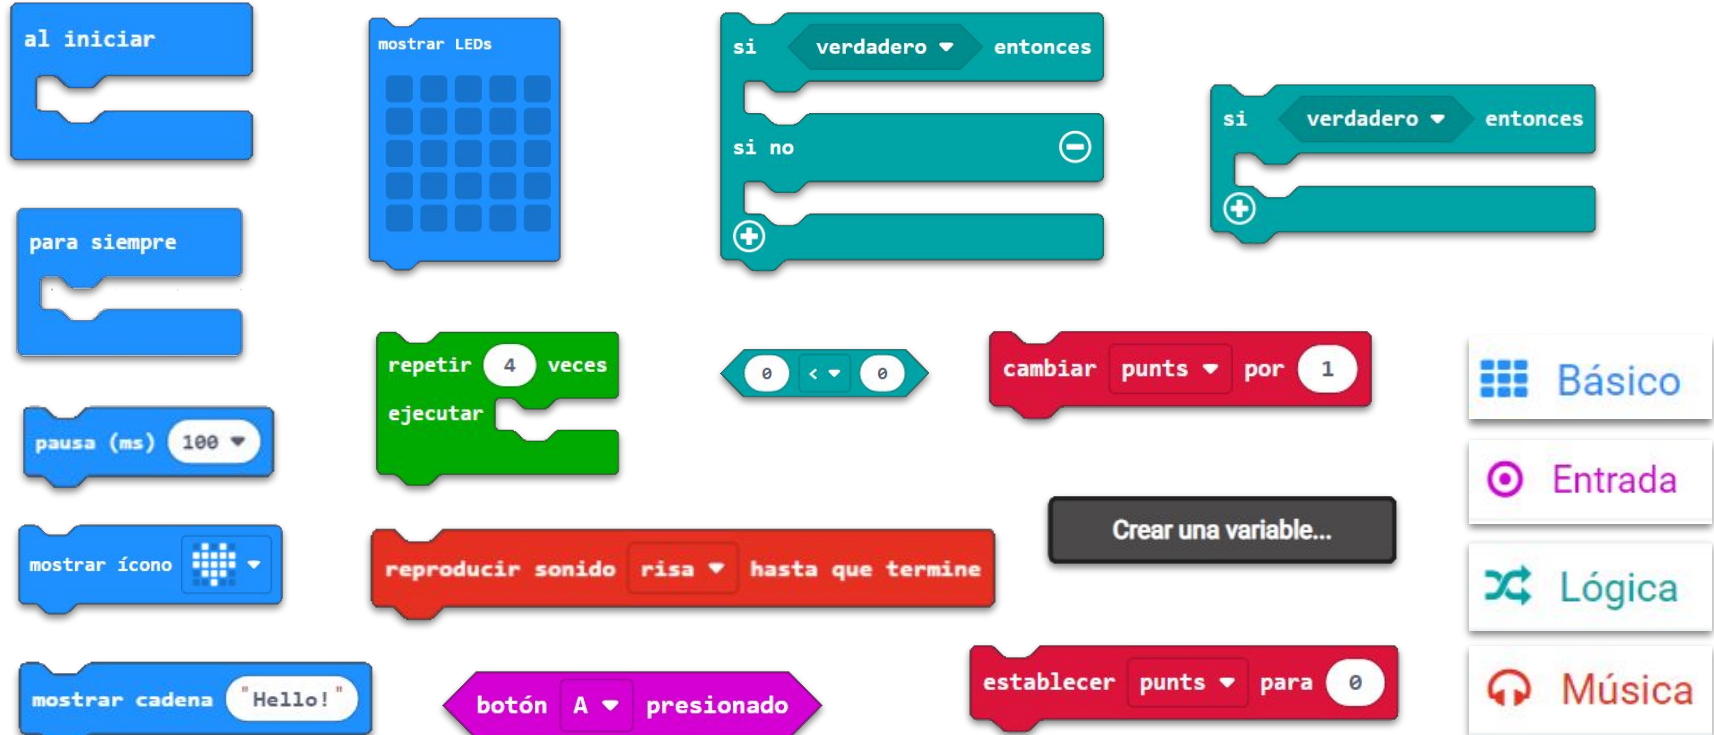 al iniciar
mostrar LEDs
si verdadero entonces
si no
si verdadero entonces
para siempre
repetir 4 veces
ejecutar
0 < 0
cambiar punts por 1
Básico
pausa (ms) 100
Entrada
mostrar ícono
reproducir sonido risa hasta que termine
Crear una variable...
Lógica
mostrar cadena "Hello!"
botón A presionado
establecer punts para 0
Música